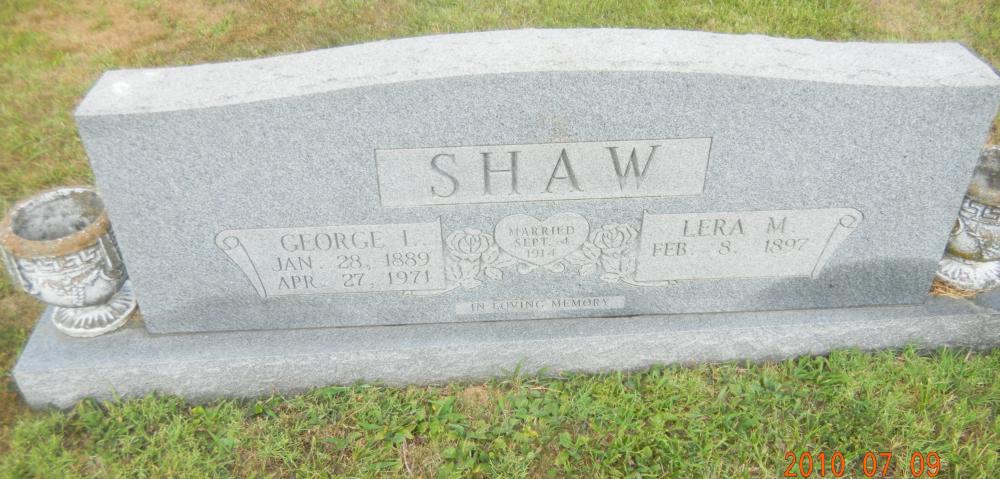 SHAW
GEORGE L.
JAN. 28, 1889
APR. 27, 1971
MARRIED
SEPT. 4
1914
LERA M.
FEB. 8, 1897
IN LOVING MEMORY
2010 07 09